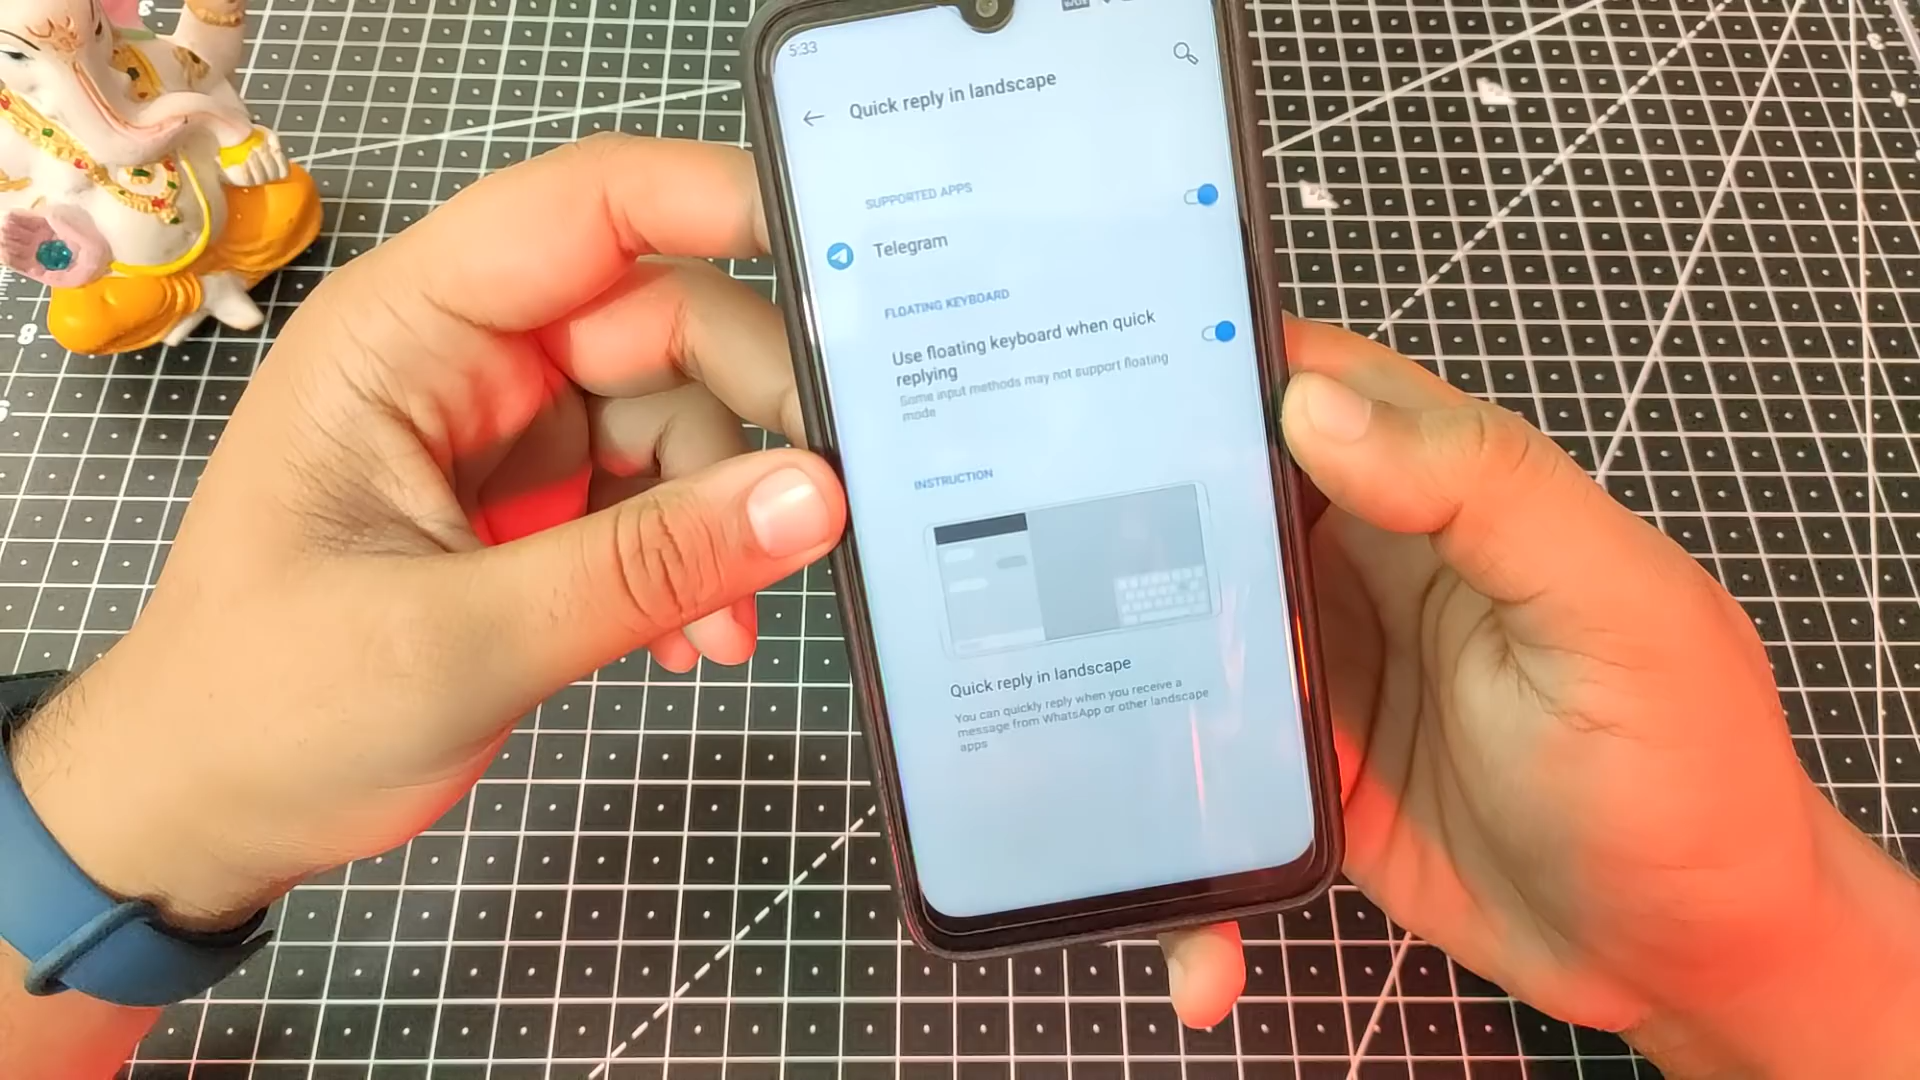 5:33
Quick reply in landscape
SUPPORTED APPS
Telegram
FLOATING KEYBOARD
Use floating keyboard when quick
replying
Some input methods may not support floating
mode
INSTRUCTION
Quick reply in landscape
You can quickly reply when you receive a
message from WhatsApp or other landscape
apps
8